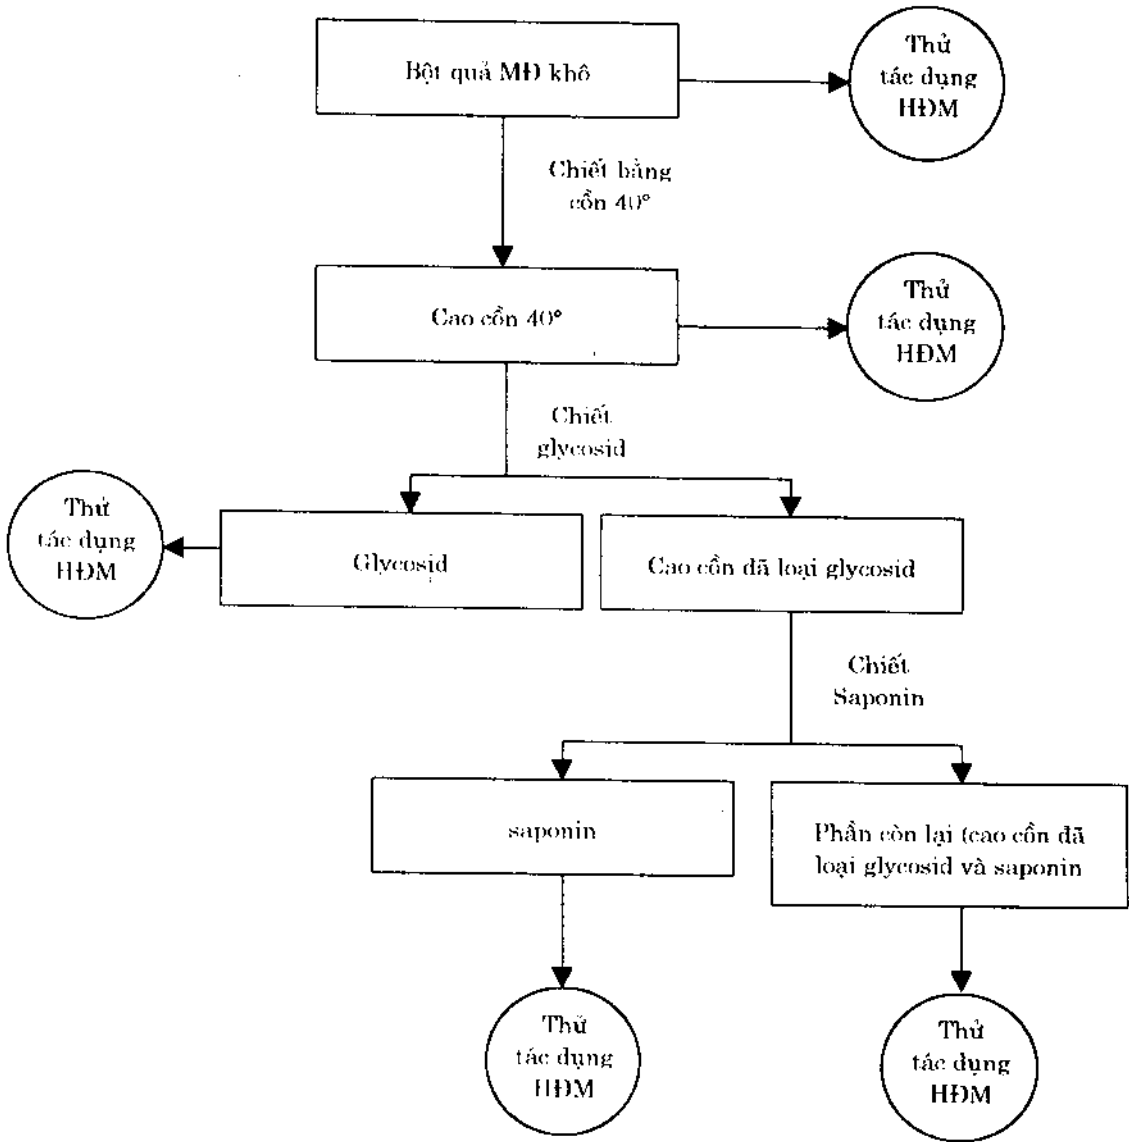 Bột quả MĐ khô
Thử
tác dụng
HĐM
Chiết bằng
cồn 40°
Cao cồn 40°
Thử
tác dụng
HĐM
Chiết
glycosid
Thử
tác dụng
HĐM
Glycosid
Cao cồn đã loại glycosid
Chiết
Saponin
saponin
Phần còn lại (cao cồn đã
loại glycosid và saponin
Thử
tác dụng
HĐM
Thử
tác dụng
HĐM